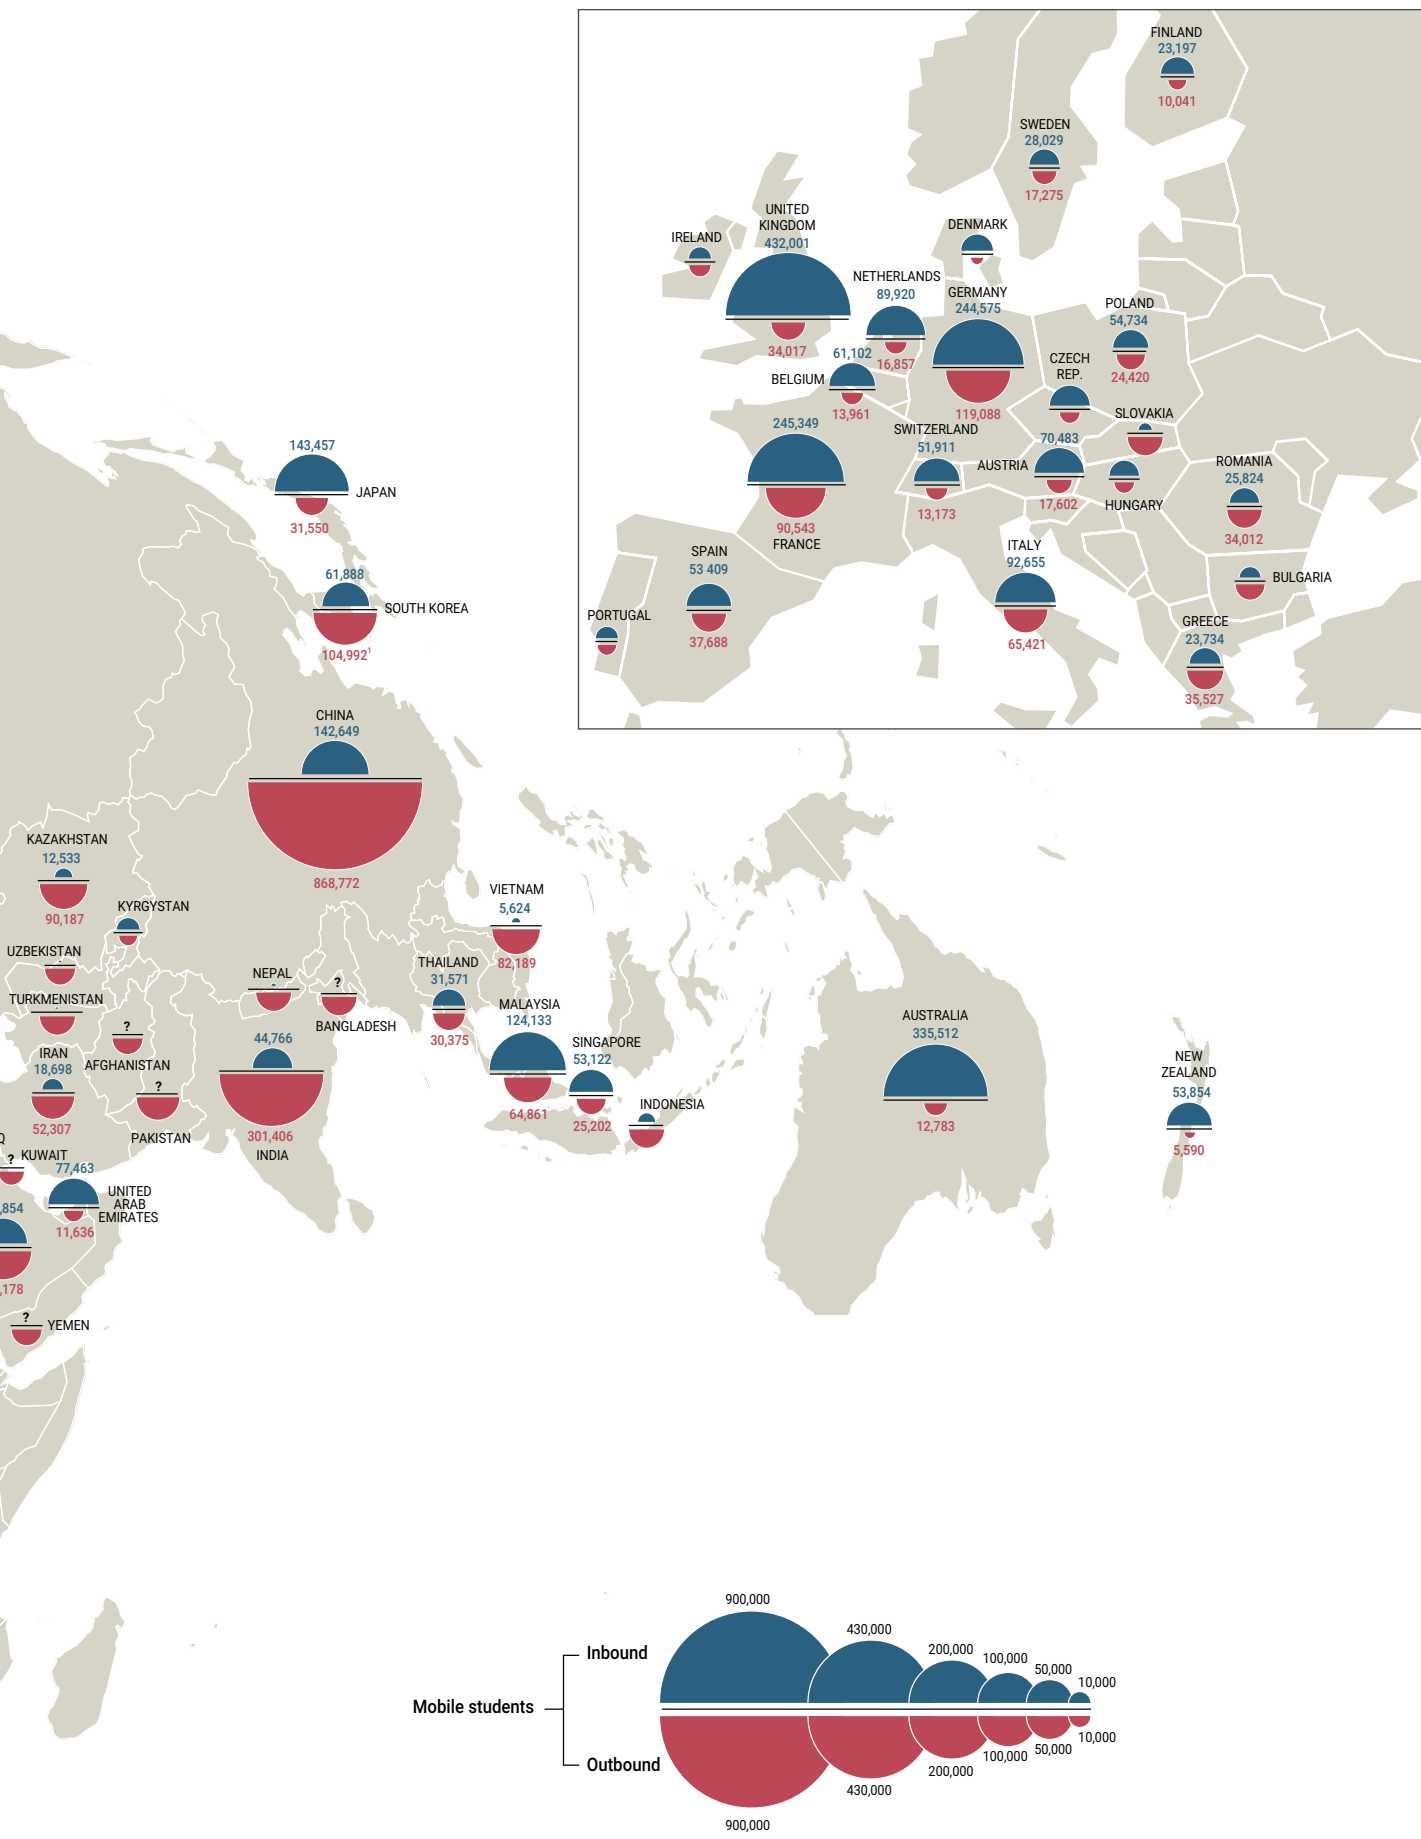 FINLAND
23,197
10,041
SWEDEN
28,029
17,275
UNITED
KINGDOM
432,001
34,017
IRELAND
DENMARK
NETHERLANDS
89,920
16,857
GERMANY
244,575
119,088
POLAND
54,734
24,420
61,102
BELGIUM
13,961
CZECH
REP.
SLOVAKIA
245,349
90,543
FRANCE
SWITZERLAND
51,911
13,173
70,483
AUSTRIA
17,602
HUNGARY
ROMANIA
25,824
34,012
SPAIN
53 409
37,688
ITALY
92,655
65,421
BULGARIA
PORTUGAL
GREECE
23,734
35,527
143,457
JAPAN
31,550
61,888
SOUTH KOREA
104,992¹
CHINA
142,649
868,772
KAZAKHSTAN
12,533
90,187
KYRGYSTAN
UZBEKISTAN
TURKMENISTAN
VIETNAM
5,624
82,189
THAILAND
31,571
30,375
NEPAL
?
BANGLADESH
MALAYSIA
124,133
64,861
SINGAPORE
53,122
25,202
INDONESIA
?
AFGHANISTAN
IRAN
18,698
52,307
?
PAKISTAN
44,766
301,406
INDIA
AUSTRALIA
335,512
12,783
NEW
ZEALAND
53,854
5,590
Q
? KUWAIT
77,463
UNITED
ARAB
EMIRATES
11,636
,854
,178
?
YEMEN
900,000
430,000
200,000
100,000
50,000
10,000
Inbound
Mobile students
Outbound
10,000
50,000
100,000
200,000
430,000
900,000